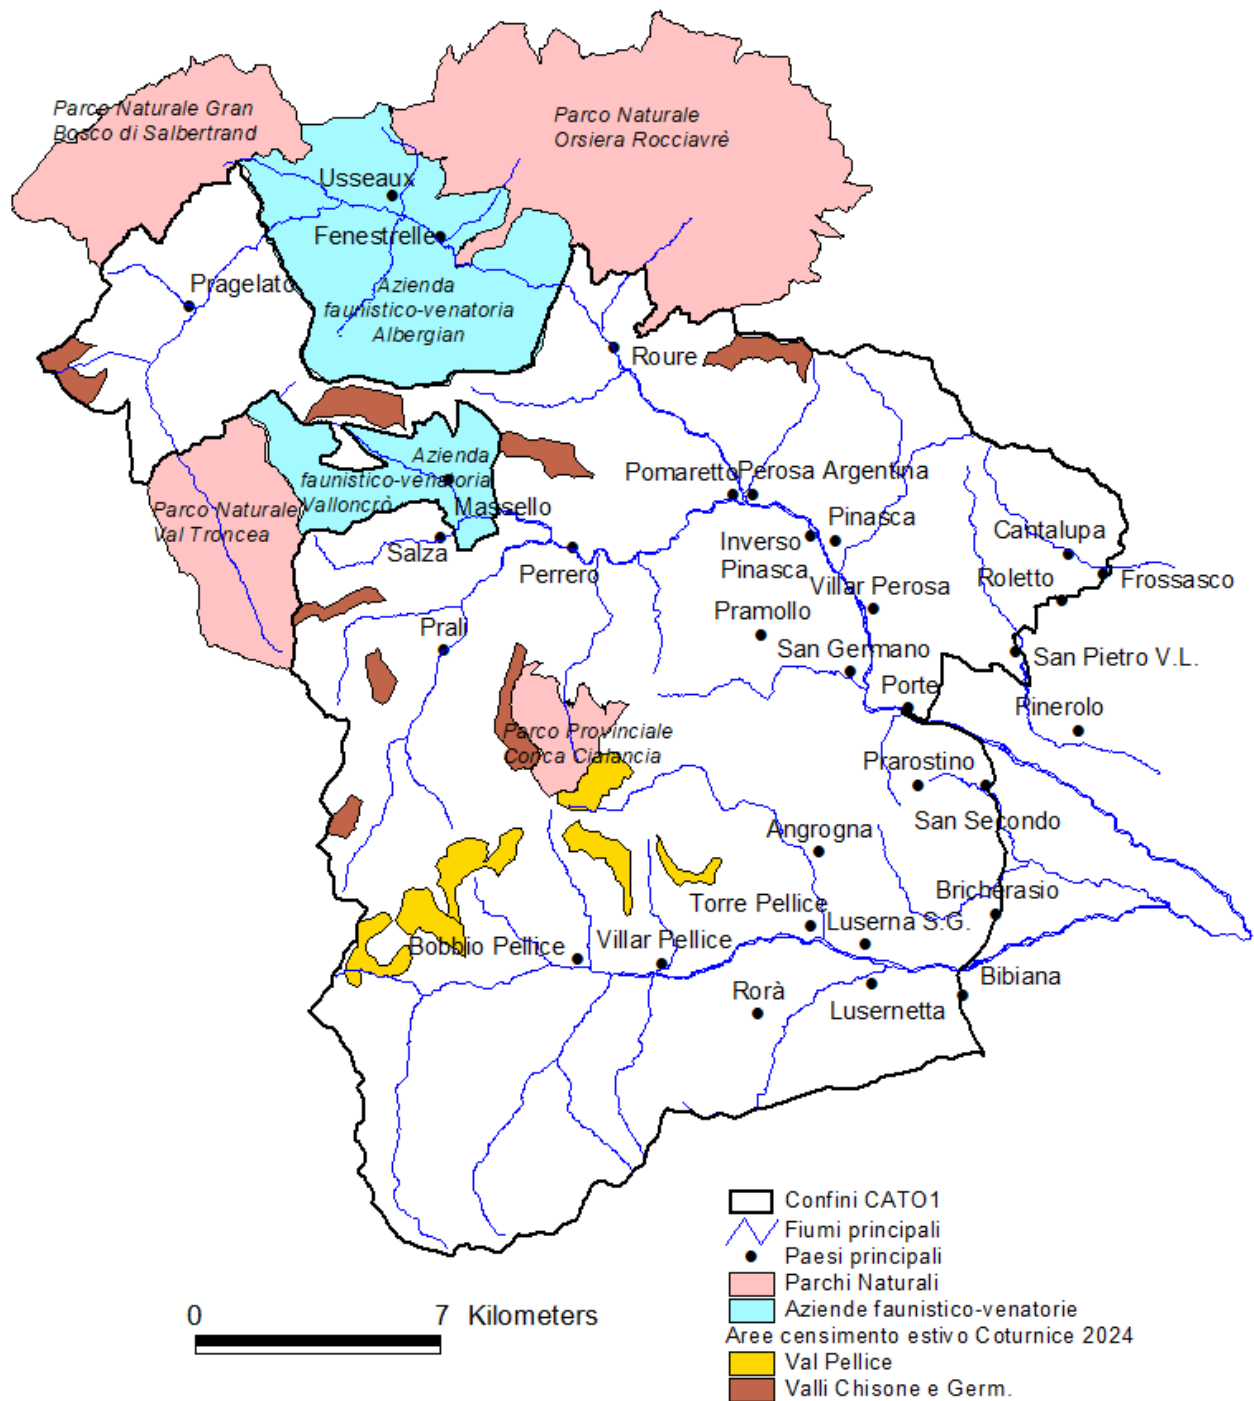 Parco Naturale Gran
Bosco di Salbertrand
Parco Naturale
Orsiera Rocciavrè
Usseaux
Fenestrelle
Pragelato
Azienda
faunistico-venatoria
Albergian
Roure
Azienda
faunistico-venatoria
Valloncrò
Pomaretto
Perosa Argentina
Parco Naturale
Val Troncea
Massello
Salza
Perrero
Inverso
Pinasca
Pinasca
Cantalupa
Roletto
Frossasco
Villar Perosa
Pramollo
San Germano
San Pietro V.L.
Prali
Porte
Pinerolo
Parco Provinciale
Conca Cialancia
Prarostino
San Secondo
Angrogna
Bricherasio
Torre Pellice
Luserna S.G.
Bobbio Pellice
Villar Pellice
Rorà
Lusernetta
Bibiana
Confini CATO1
Fiumi principali
Paesi principali
Parchi Naturali
Aziende faunistico-venatorie
Aree censimento estivo Coturnice 2024
Val Pellice
Valli Chisone e Germ.
0 7 Kilometers